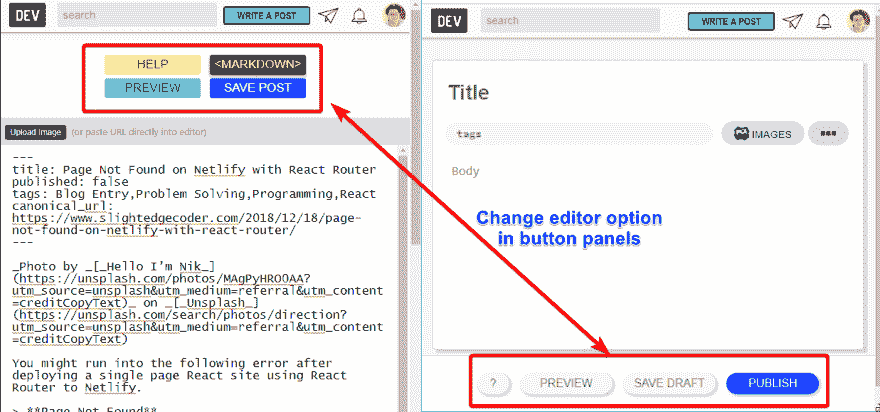 DEV
search
WRITE A POST
HELP
<MARKDOWN>
PREVIEW
SAVE POST
Upload Image
(or paste URL directly into editor)
---
title: Page Not Found on Netlify with React Router
published: false
tags: Blog Entry,Problem Solving,Programming,React
canonical_url:
https://www.slightedgecoder.com/2018/12/18/page-
not-found-on-netlify-with-react-router/
---
_Photo by _[_Hello I’m Nik_]
(https://unsplash.com/photos/MAgPyHROOAA?
utm_source=unsplash&utm_medium=referral&utm_content
=creditCopyText)_ on _[_Unsplash_]
(https://unsplash.com/search/photos/direction?
utm_source=unsplash&utm_medium=referral&utm_content
=creditCopyText)
You might run into the following error after
deploying a single page React site using React
Router to Netlify.
> **Page Not Found**
DEV
search
WRITE A POST
Title
tags
IMAGES
Body
Change editor option
in button panels
?
PREVIEW
SAVE DRAFT
PUBLISH